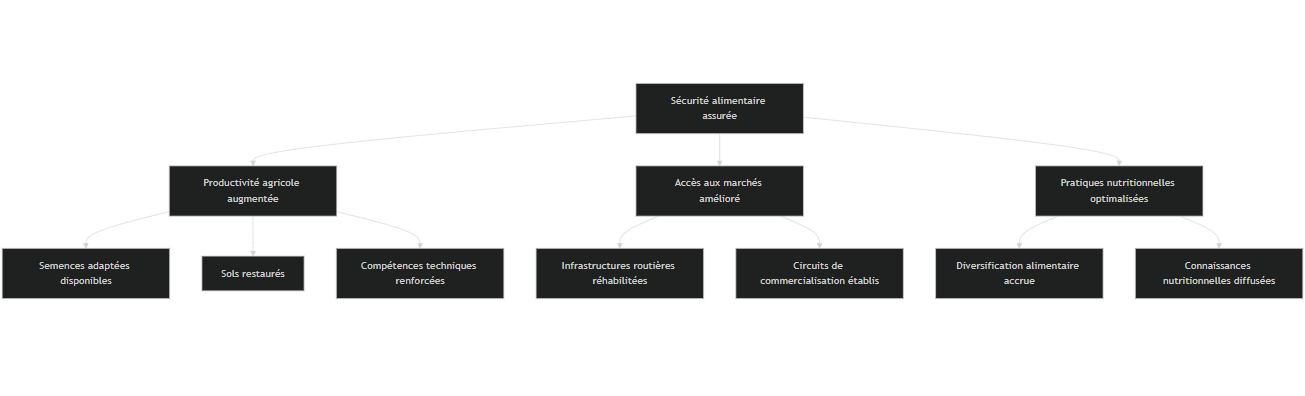 Sécurité alimentaire
assurée
Productivité agricole
augmentée
Accès aux marchés
amélioré
Pratiques nutritionnelles
optimalisées
Semences adaptées
disponibles
Sols restaurés
Compétences techniques
renforcées
Infrastructures routières
réhabilitées
Circuits de
commercialisation établis
Diversification alimentaire
accrue
Connaissances
nutritionnelles diffusées